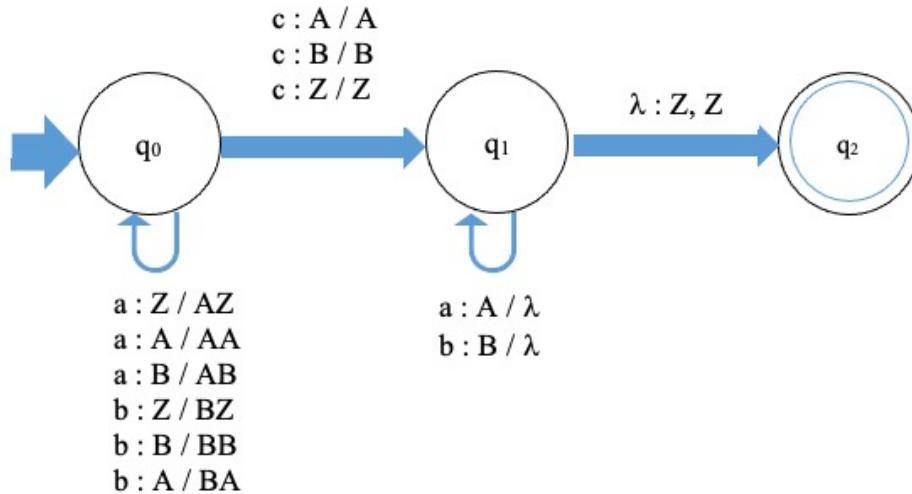 c : A / A
c : B / B
c : Z / Z
λ : Z, Z
q0
q1
q2
a : Z / AZ
a : A / AA
a : B / AB
b : Z / BZ
b : B / BB
b : A / BA
a : A / λ
b : B / λ